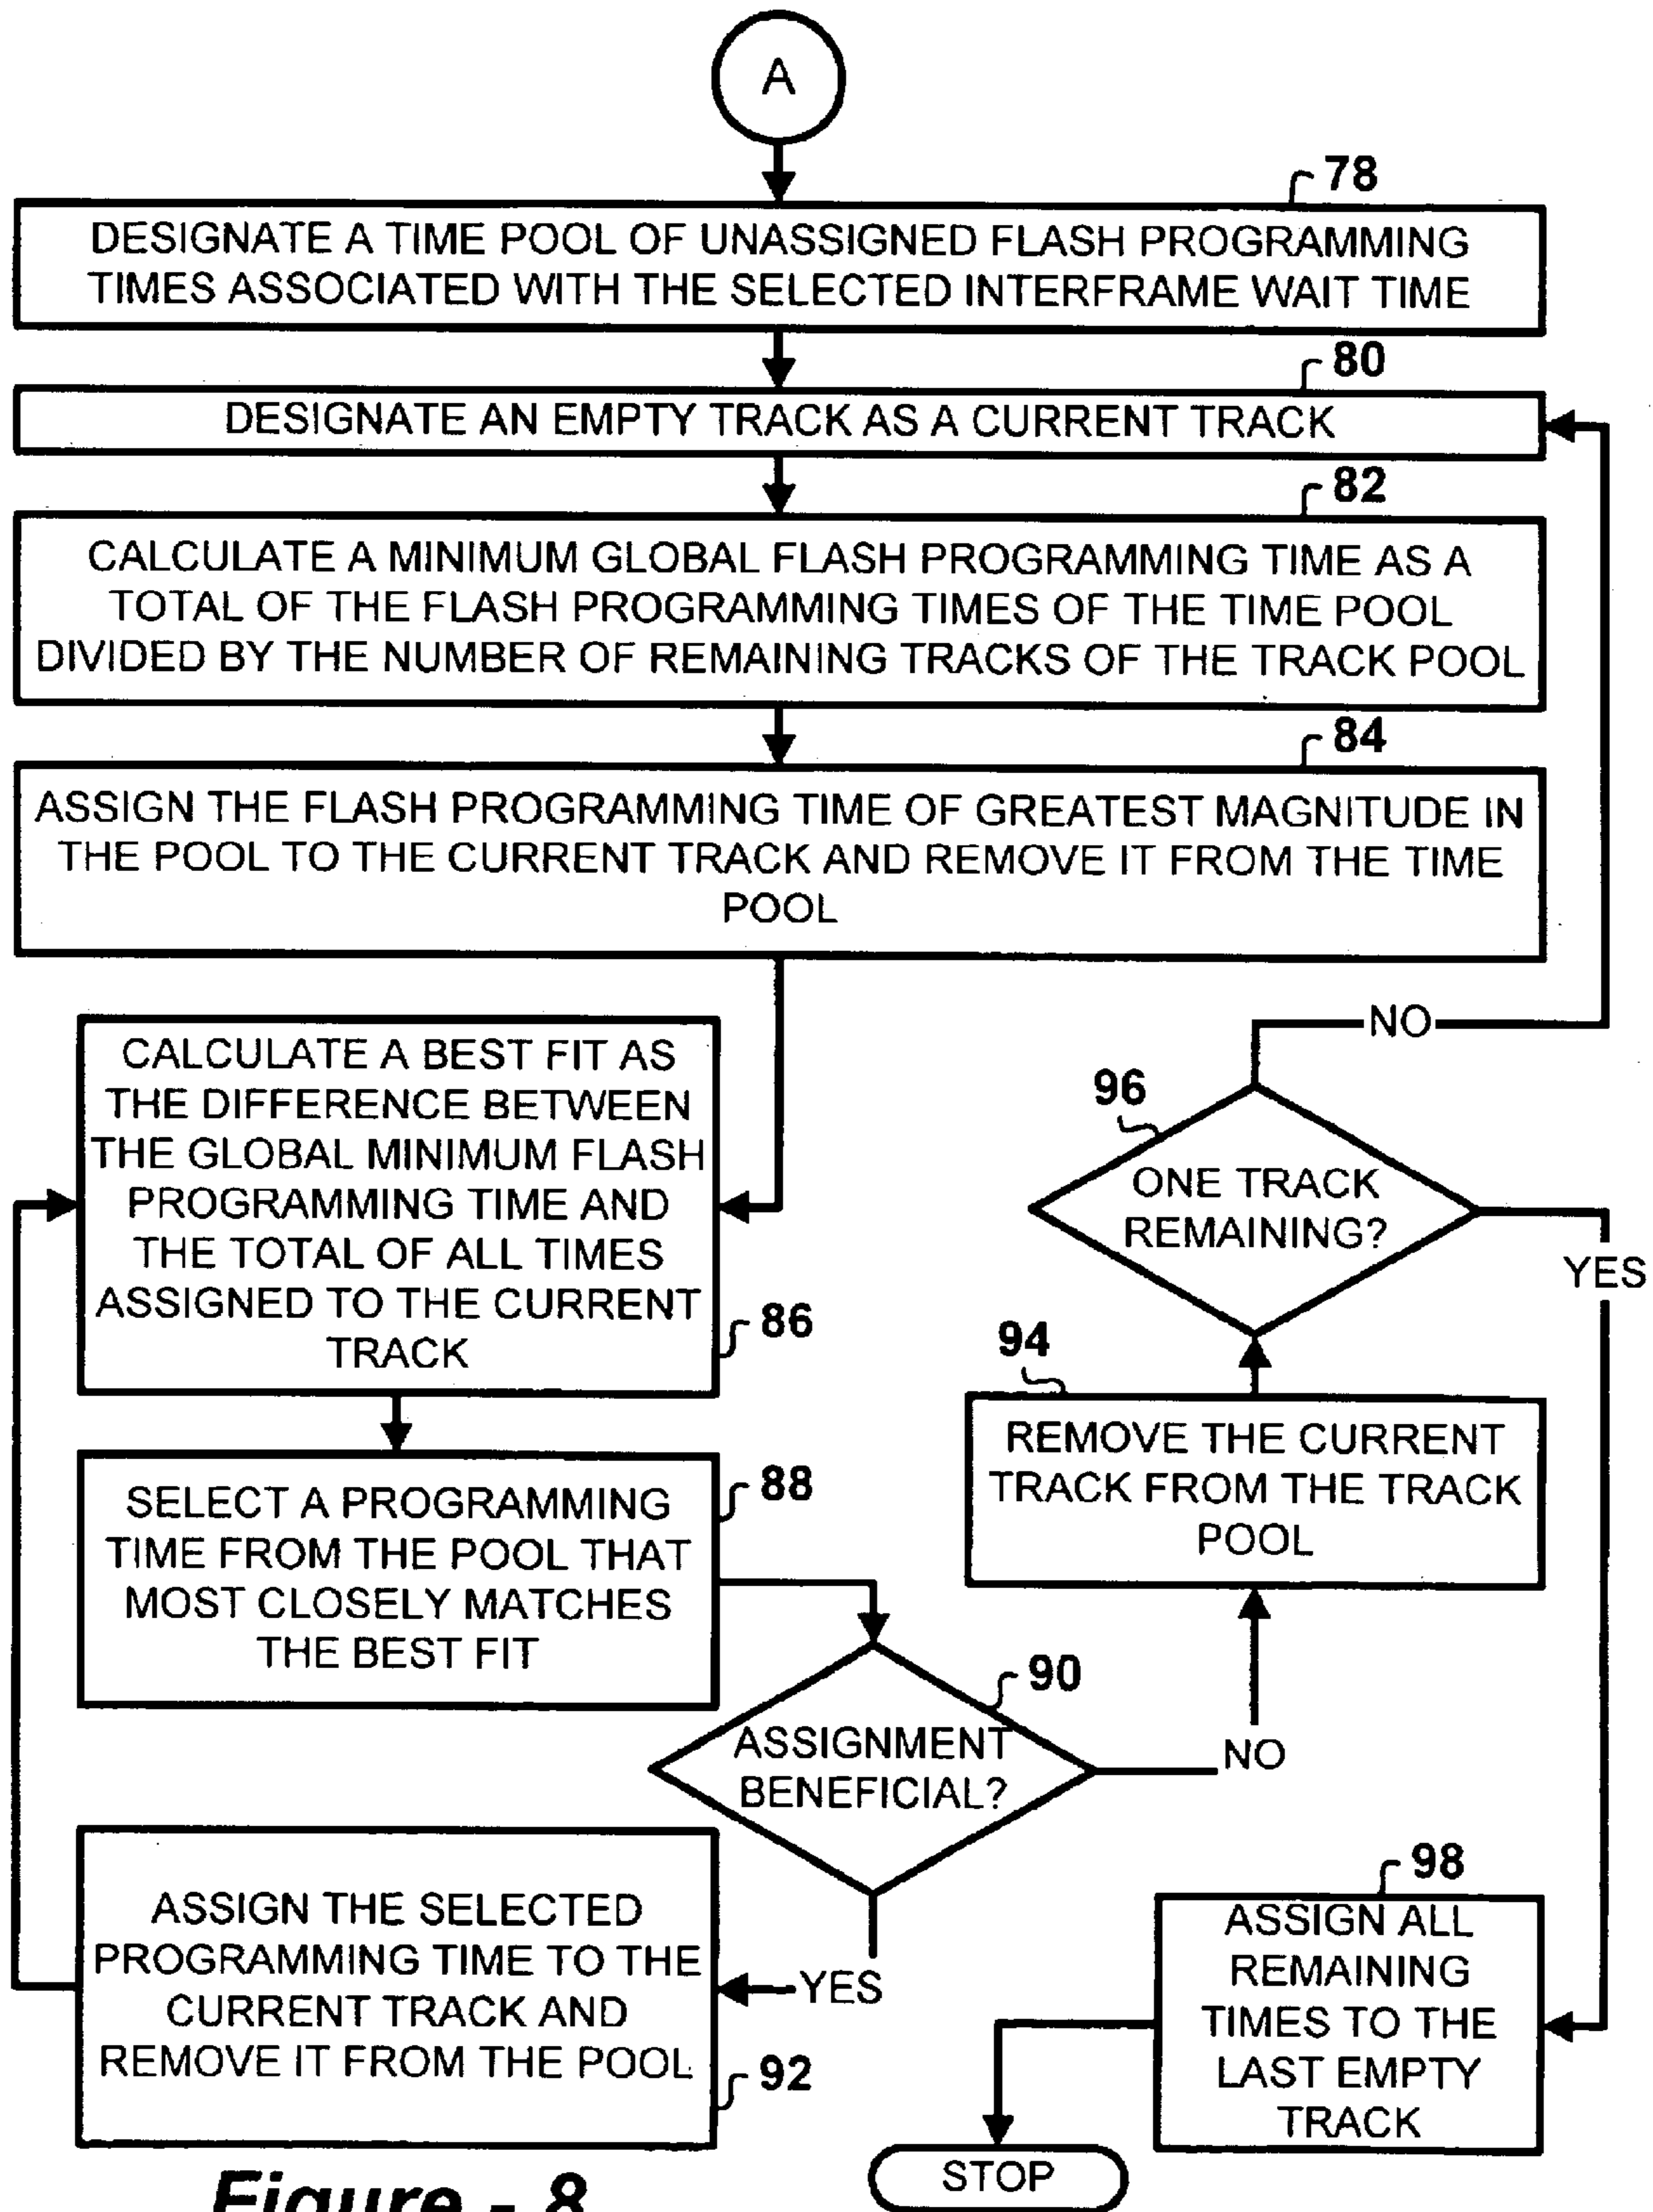 A
78
DESIGNATE A TIME POOL OF UNASSIGNED FLASH PROGRAMMING
TIMES ASSOCIATED WITH THE SELECTED INTERFRAME WAIT TIME
80
DESIGNATE AN EMPTY TRACK AS A CURRENT TRACK
82
CALCULATE A MINIMUM GLOBAL FLASH PROGRAMMING TIME AS A
TOTAL OF THE FLASH PROGRAMMING TIMES OF THE TIME POOL
DIVIDED BY THE NUMBER OF REMAINING TRACKS OF THE TRACK POOL
84
ASSIGN THE FLASH PROGRAMMING TIME OF GREATEST MAGNITUDE IN
THE POOL TO THE CURRENT TRACK AND REMOVE IT FROM THE TIME
POOL
CALCULATE A BEST FIT AS
THE DIFFERENCE BETWEEN
THE GLOBAL MINIMUM FLASH
PROGRAMMING TIME AND
THE TOTAL OF ALL TIMES
ASSIGNED TO THE CURRENT
TRACK
86
88
SELECT A PROGRAMMING
TIME FROM THE POOL THAT
MOST CLOSELY MATCHES
THE BEST FIT
90
ASSIGNMENT
BENEFICIAL?
YES
NO
ASSIGN THE SELECTED
PROGRAMMING TIME TO THE
CURRENT TRACK AND
REMOVE IT FROM THE POOL
92
94
REMOVE THE CURRENT
TRACK FROM THE TRACK
POOL
96
ONE TRACK
REMAINING?
NO
YES
98
ASSIGN ALL
REMAINING
TIMES TO THE
LAST EMPTY
TRACK
STOP
Figure - 8